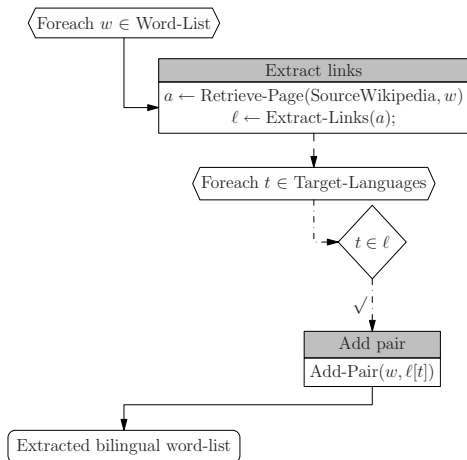 Foreach w ∈ Word-List
Extract links
a ← Retrieve-Page(SourceWikipedia, w)
ℓ ← Extract-Links(a);
Foreach t ∈ Target-Languages
t ∈ ℓ
√
Add pair
Add-Pair(w, ℓ[t])
Extracted bilingual word-list